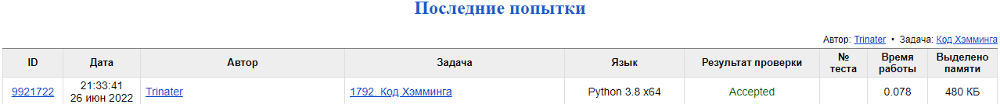 Последние попытки
Автор: Trinater • Задача: Код Хэмминга
ID Дата Автор Задача Язык Результат проверки № теста Время работы Выделено памяти
9921722 21:33:41 26 июн 2022 Trinater 1792. Код Хэмминга Python 3.8 x64 Accepted 0.078 480 КБ